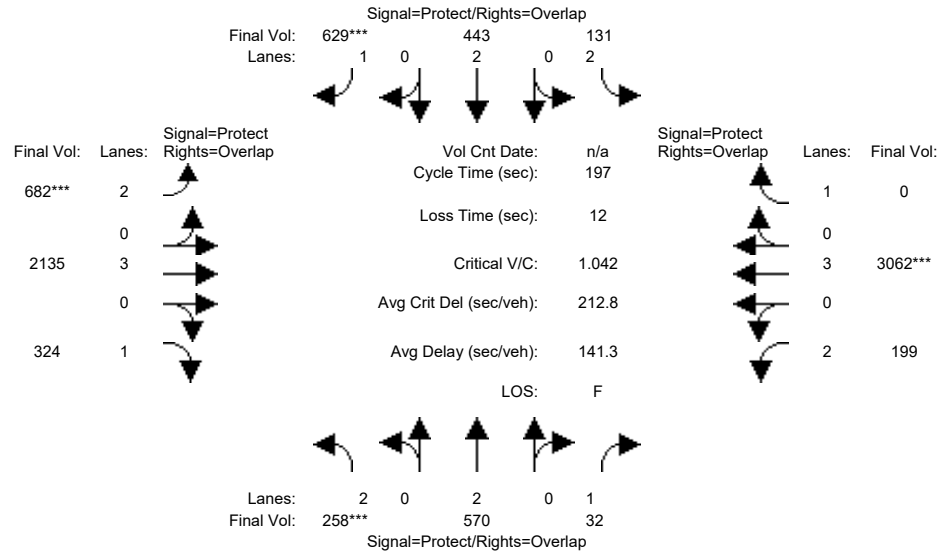 Signal=Protect/Rights=Overlap
Final Vol: 629*** 443 131
Lanes: 1 0 2 0 2
Signal=Protect
Final Vol: Lanes: Rights=Overlap
Vol Cnt Date: n/a
Signal=Protect
Rights=Overlap Lanes: Final Vol:
Cycle Time (sec): 197
682*** 2
1 0
Loss Time (sec): 12
0
0
2135 3
Critical V/C: 1.042
3 3062***
0
Avg Crit Del (sec/veh): 212.8
0
324 1
Avg Delay (sec/veh): 141.3
2 199
LOS: F
Lanes: 2 0 2 0 1
Final Vol: 258*** 570 32
Signal=Protect/Rights=Overlap